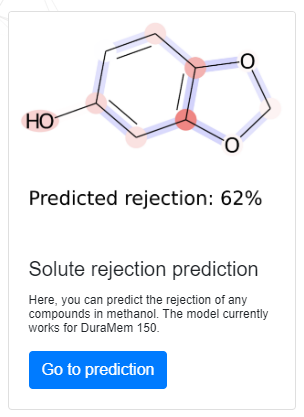 O
HO
O
Predicted rejection: 62%
Solute rejection prediction
Here, you can predict the rejection of any
compounds in methanol. The model currently
works for DuraMem 150.
Go to prediction